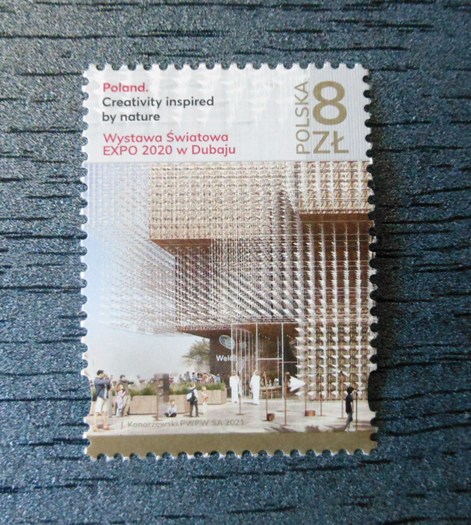 Poland.
Creativity inspired
by nature
Wystawa Światowa
EXPO 2020 w Dubaju
POLSKA
8
ZŁ
J. Konarzewski PWPW SA 2021